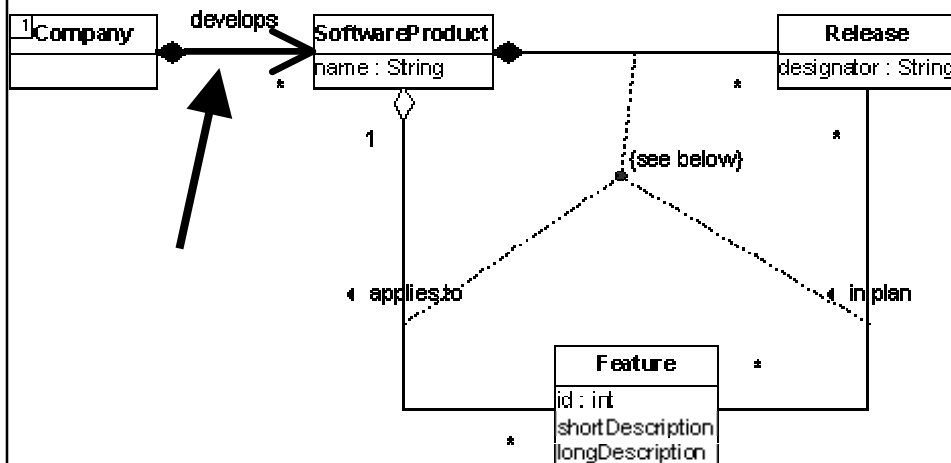 develops
1 Company
SoftwareProduct
Release
name : String
designator : String
*
*
1
*
{see below}
applies to
in plan
Feature
*
id : int
shortDescription
*
longDescription